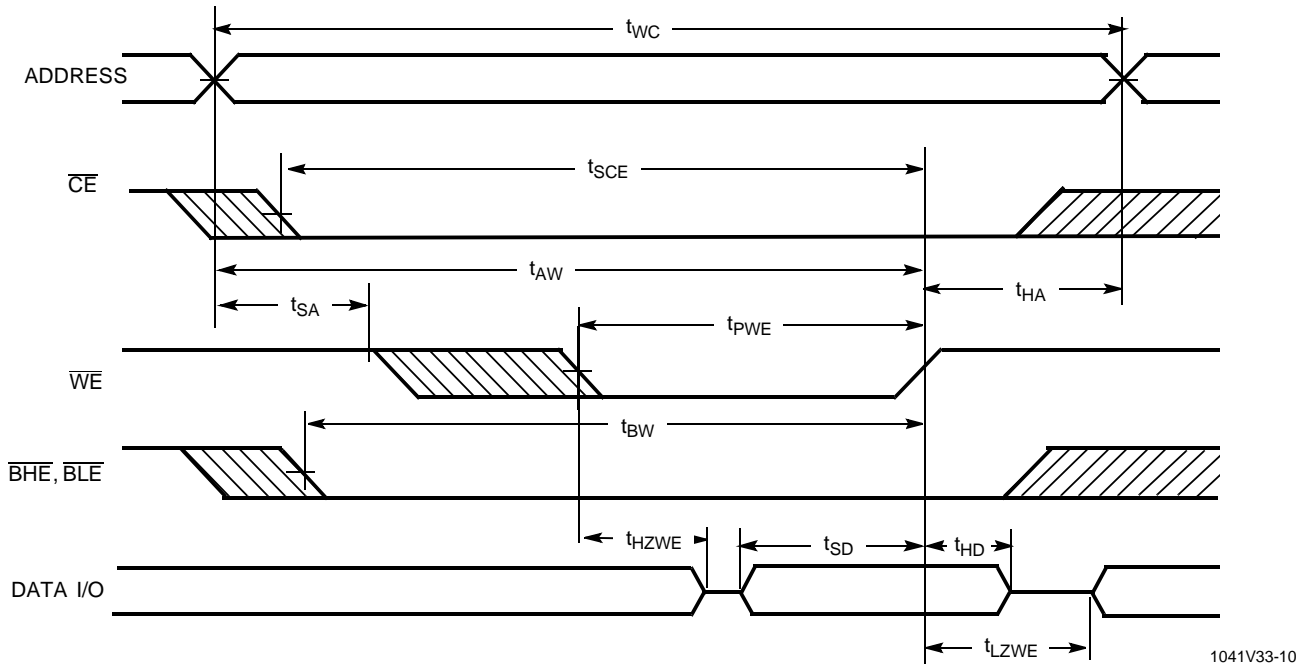 tWC
ADDRESS
tSCE
CE
tAW
tSA
tHA
tPWE
WE
tBW
BHE, BLE
tHZWE
tSD
tHD
DATA I/O
tLZWE
1041V33-10